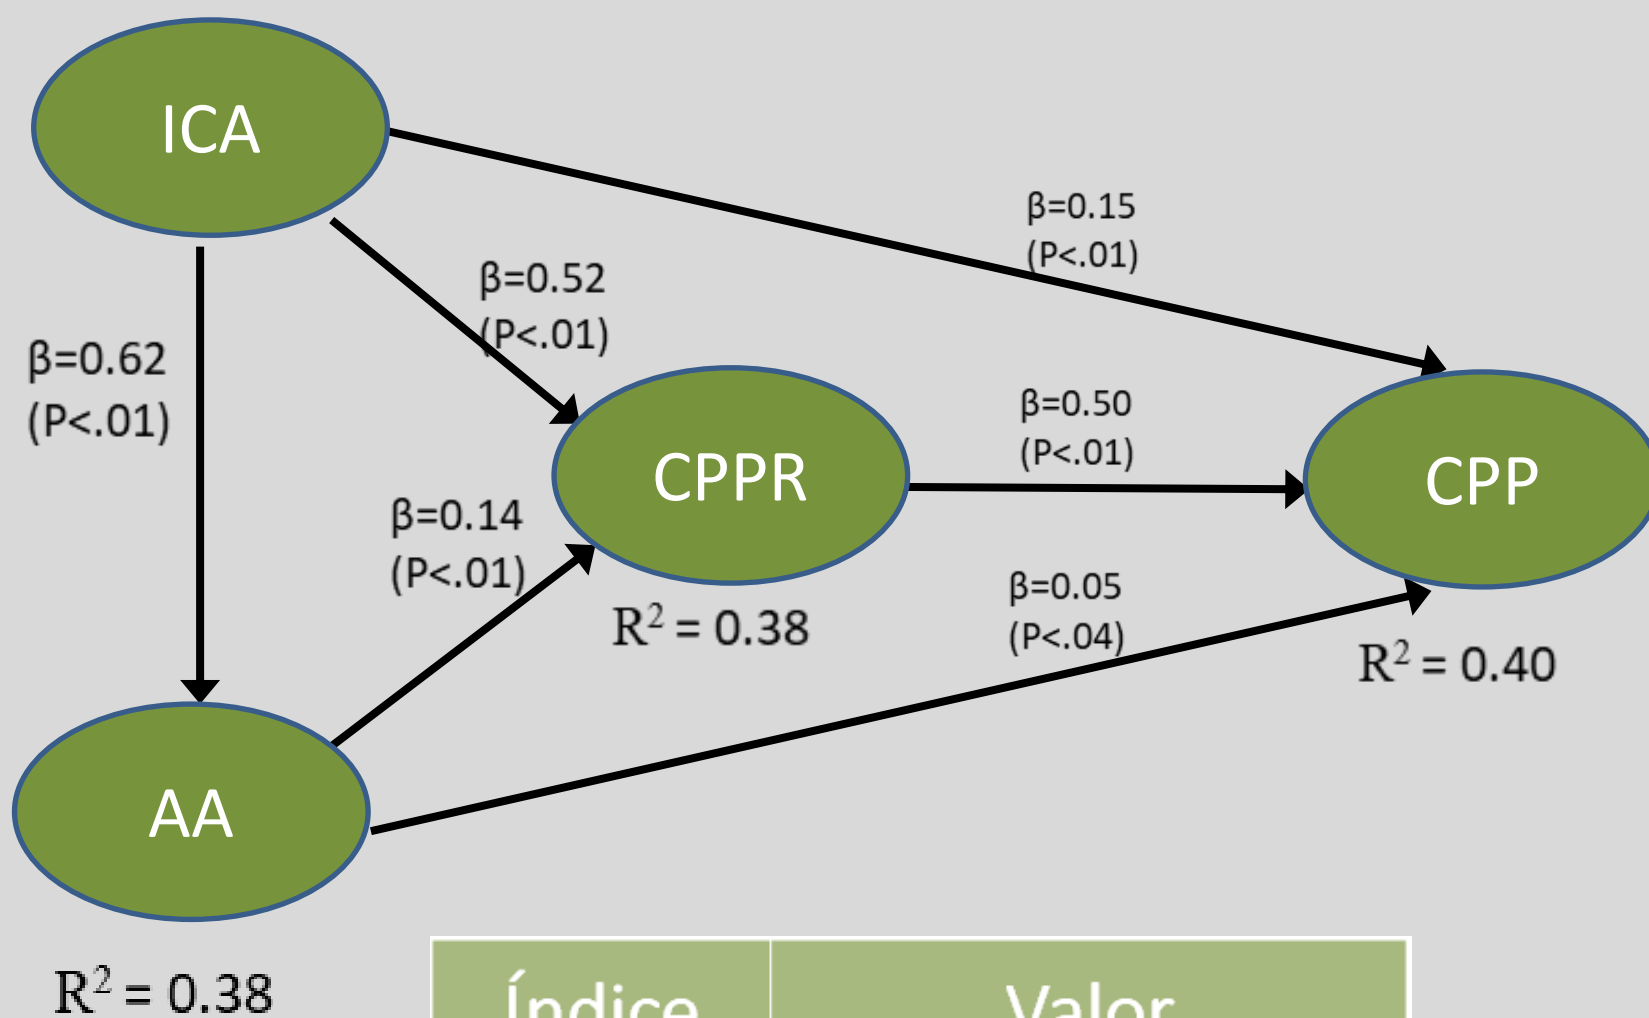 ICA
β=0.15
(P<.01)
β=0.52
(P<.01)
β=0.62
(P<.01)
β=0.50
(P<.01)
CPPR
CPP
β=0.14
(P<.01)
β=0.05
(P<.04)
R² = 0.38
R² = 0.40
AA
R² = 0.38
Índice Valor